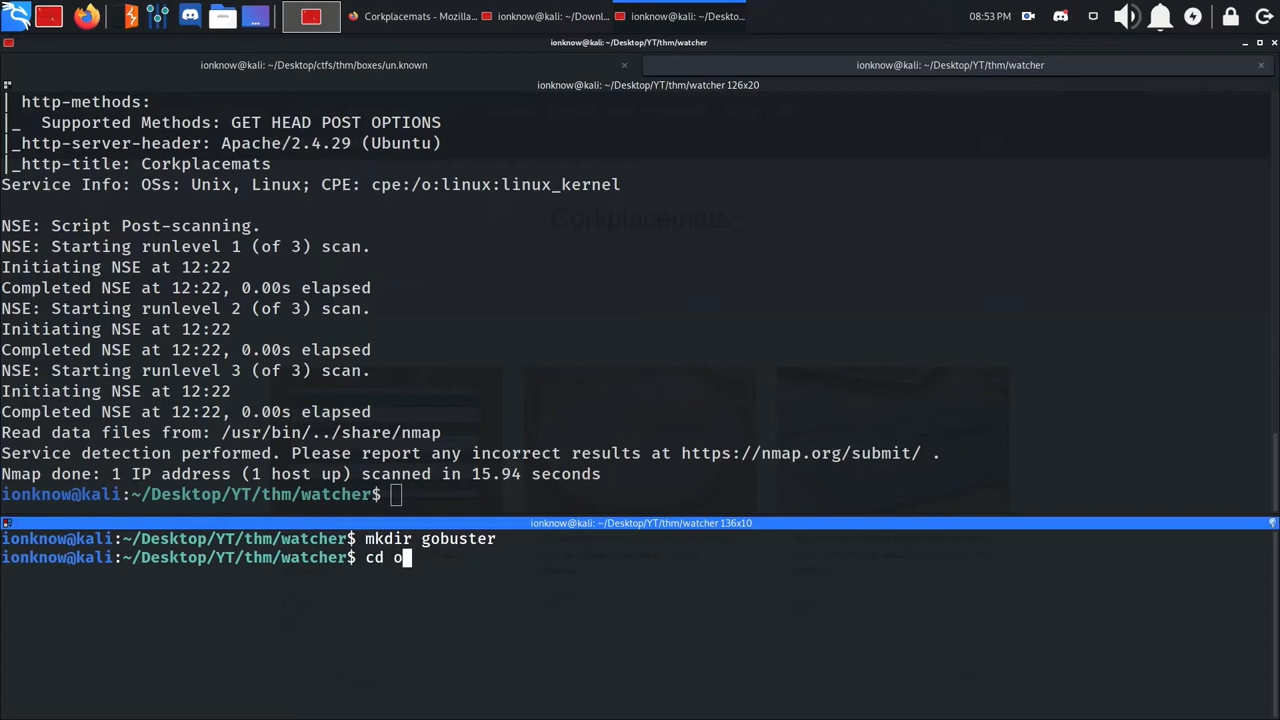 Corkplacemats - Mozilla...
ionknow@kali: ~/Downl...
ionknow@kali: ~/Deskto...
08:53 PM
ionknow@kali: ~/Desktop/YT/thm/watcher
ionknow@kali: ~/Desktop/ctfs/thm/boxes/un.known
ionknow@kali: ~/Desktop/YT/thm/watcher
ionknow@kali: ~/Desktop/YT/thm/watcher 126x20
| http-methods:
|_  Supported Methods: GET HEAD POST OPTIONS
|_http-server-header: Apache/2.4.29 (Ubuntu)
|_http-title: Corkplacemats
Service Info: OSs: Unix, Linux; CPE: cpe:/o:linux:linux_kernel
Corkplacemats
NSE: Script Post-scanning.
NSE: Starting runlevel 1 (of 3) scan.
Initiating NSE at 12:22
Completed NSE at 12:22, 0.00s elapsed
NSE: Starting runlevel 2 (of 3) scan.
Initiating NSE at 12:22
Completed NSE at 12:22, 0.00s elapsed
NSE: Starting runlevel 3 (of 3) scan.
Initiating NSE at 12:22
Completed NSE at 12:22, 0.00s elapsed
Read data files from: /usr/bin/../share/nmap
Service detection performed. Please report any incorrect results at https://nmap.org/submit/ .
Nmap done: 1 IP address (1 host up) scanned in 15.94 seconds
ionknow@kali:~/Desktop/YT/thm/watcher$
ionknow@kali: ~/Desktop/YT/thm/watcher 136x10
ionknow@kali:~/Desktop/YT/thm/watcher$ mkdir gobuster
ionknow@kali:~/Desktop/YT/thm/watcher$ cd o